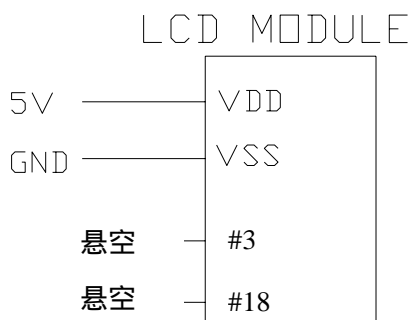 LCD MODULE
5V VDD
GND VSS
悬空 #3
悬空 #18